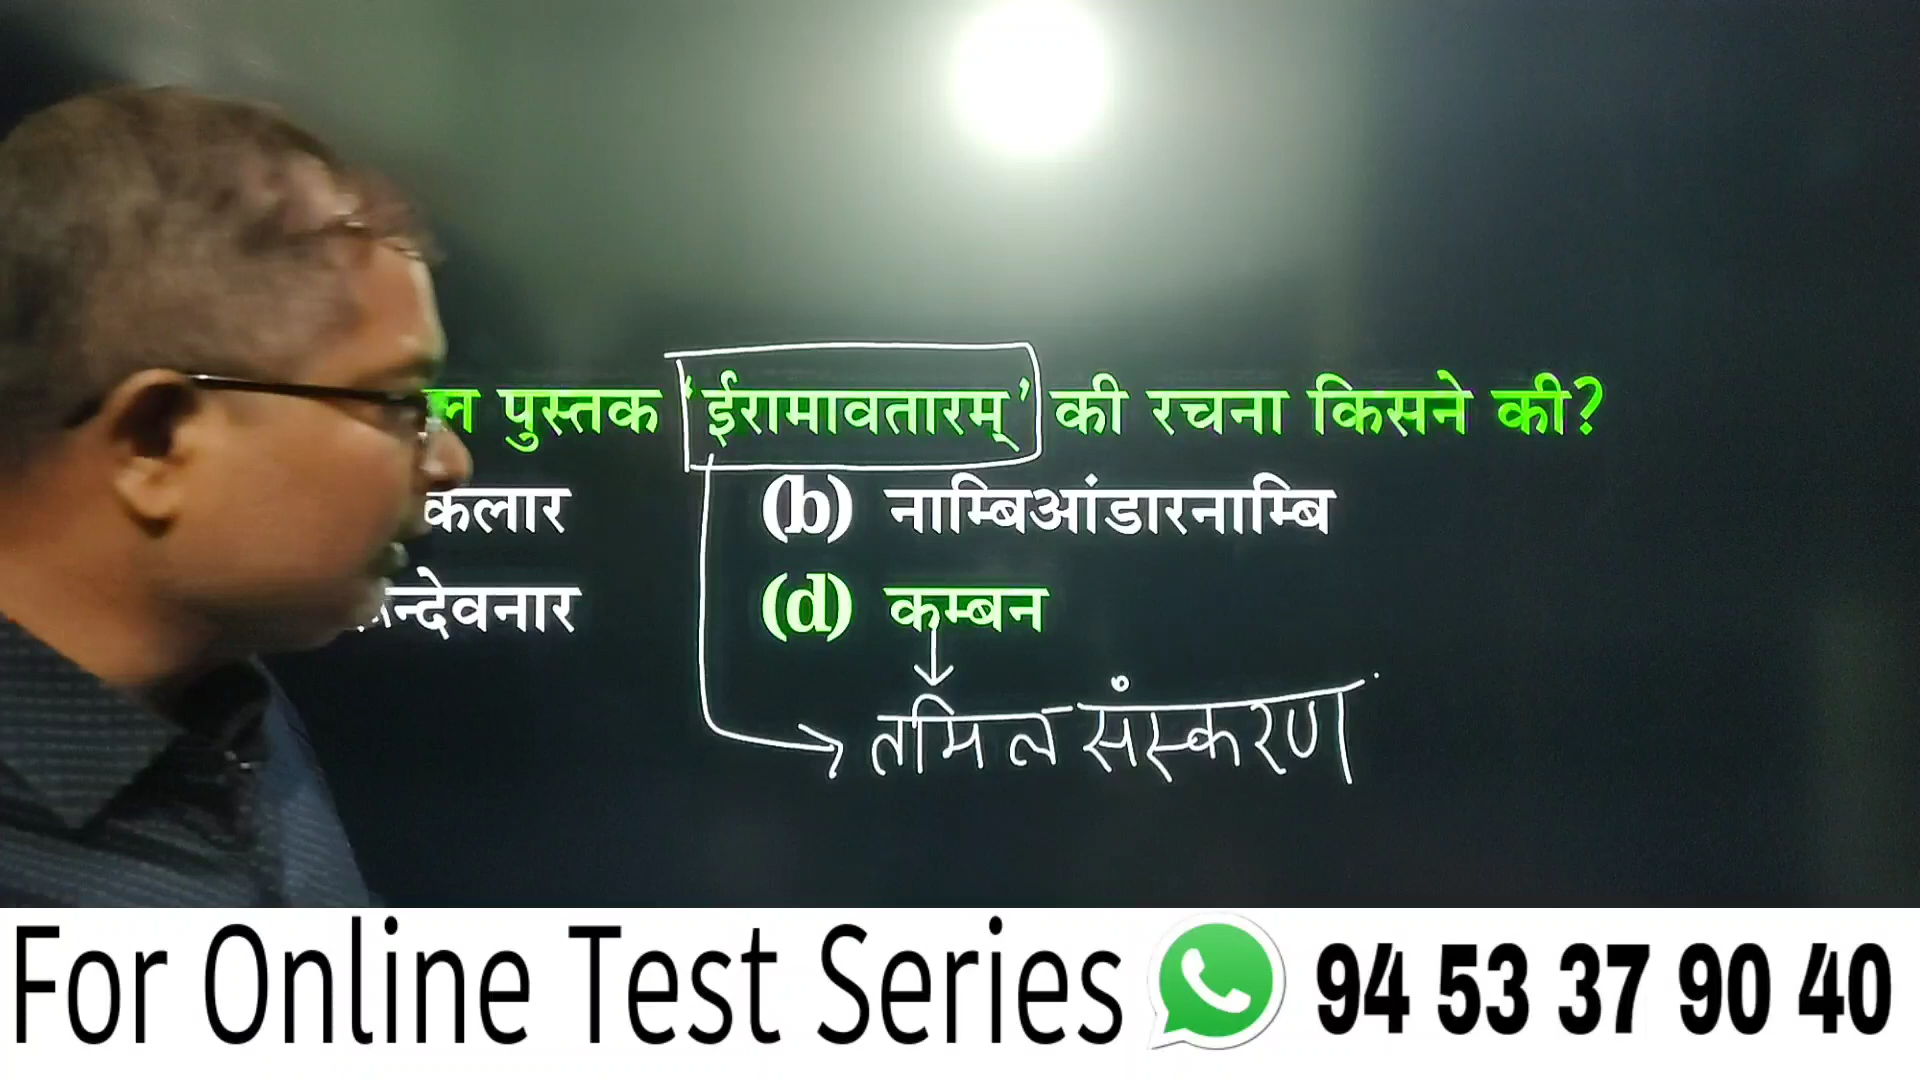 पुस्तक 'ईरामावतारम्' की रचना किसने की?
(b) नाम्बिआंडारनाम्बि
(d) कम्बन
तमिल संस्करण
For Online Test Series 94 53 37 90 40